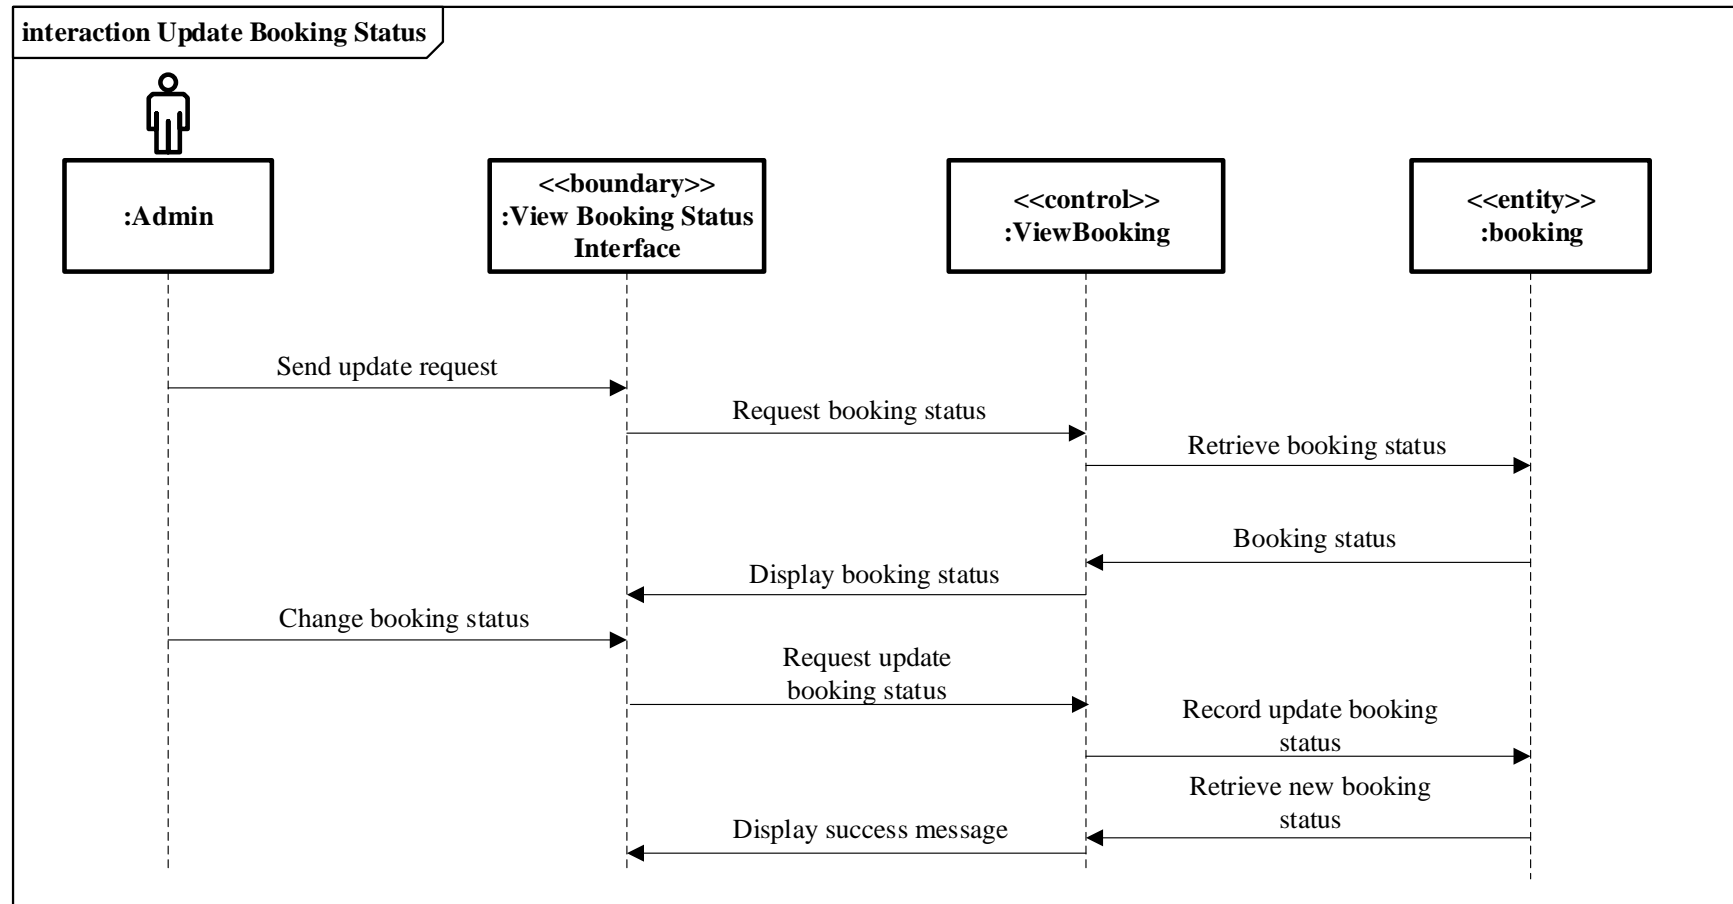 interaction Update Booking Status
:Admin
<<boundary>>
:View Booking Status
Interface
<<control>>
:ViewBooking
<<entity>>
:booking
Send update request
Request booking status
Retrieve booking status
Booking status
Display booking status
Change booking status
Request update
booking status
Record update booking
status
Retrieve new booking
status
Display success message